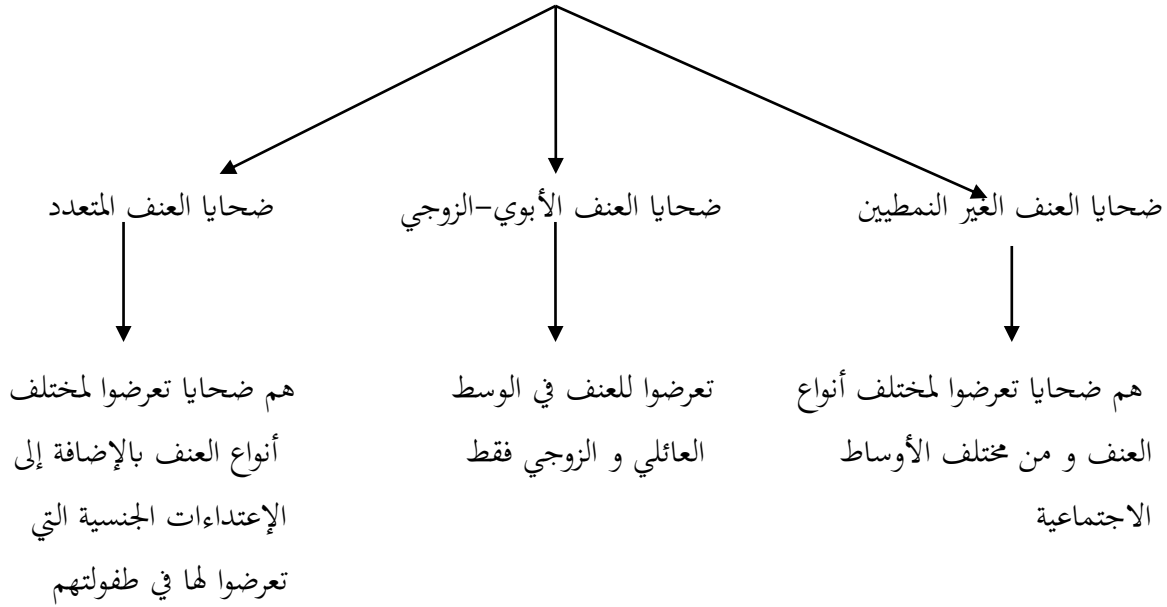 ضحايا العنف الغير النمطيين
ضحايا العنف الأبوي-الزوجي
ضحايا العنف المتعدد
هم ضحايا تعرضوا لمختلف أنواع
العنف و من مختلف الأوساط
الاجتماعية
تعرضوا للعنف في الوسط
العائلي و الزوجي فقط
هم ضحايا تعرضوا لمختلف
أنواع العنف بالإضافة إلى
الإعتداءات الجنسية التي
تعرضوا لها في طفولتهم